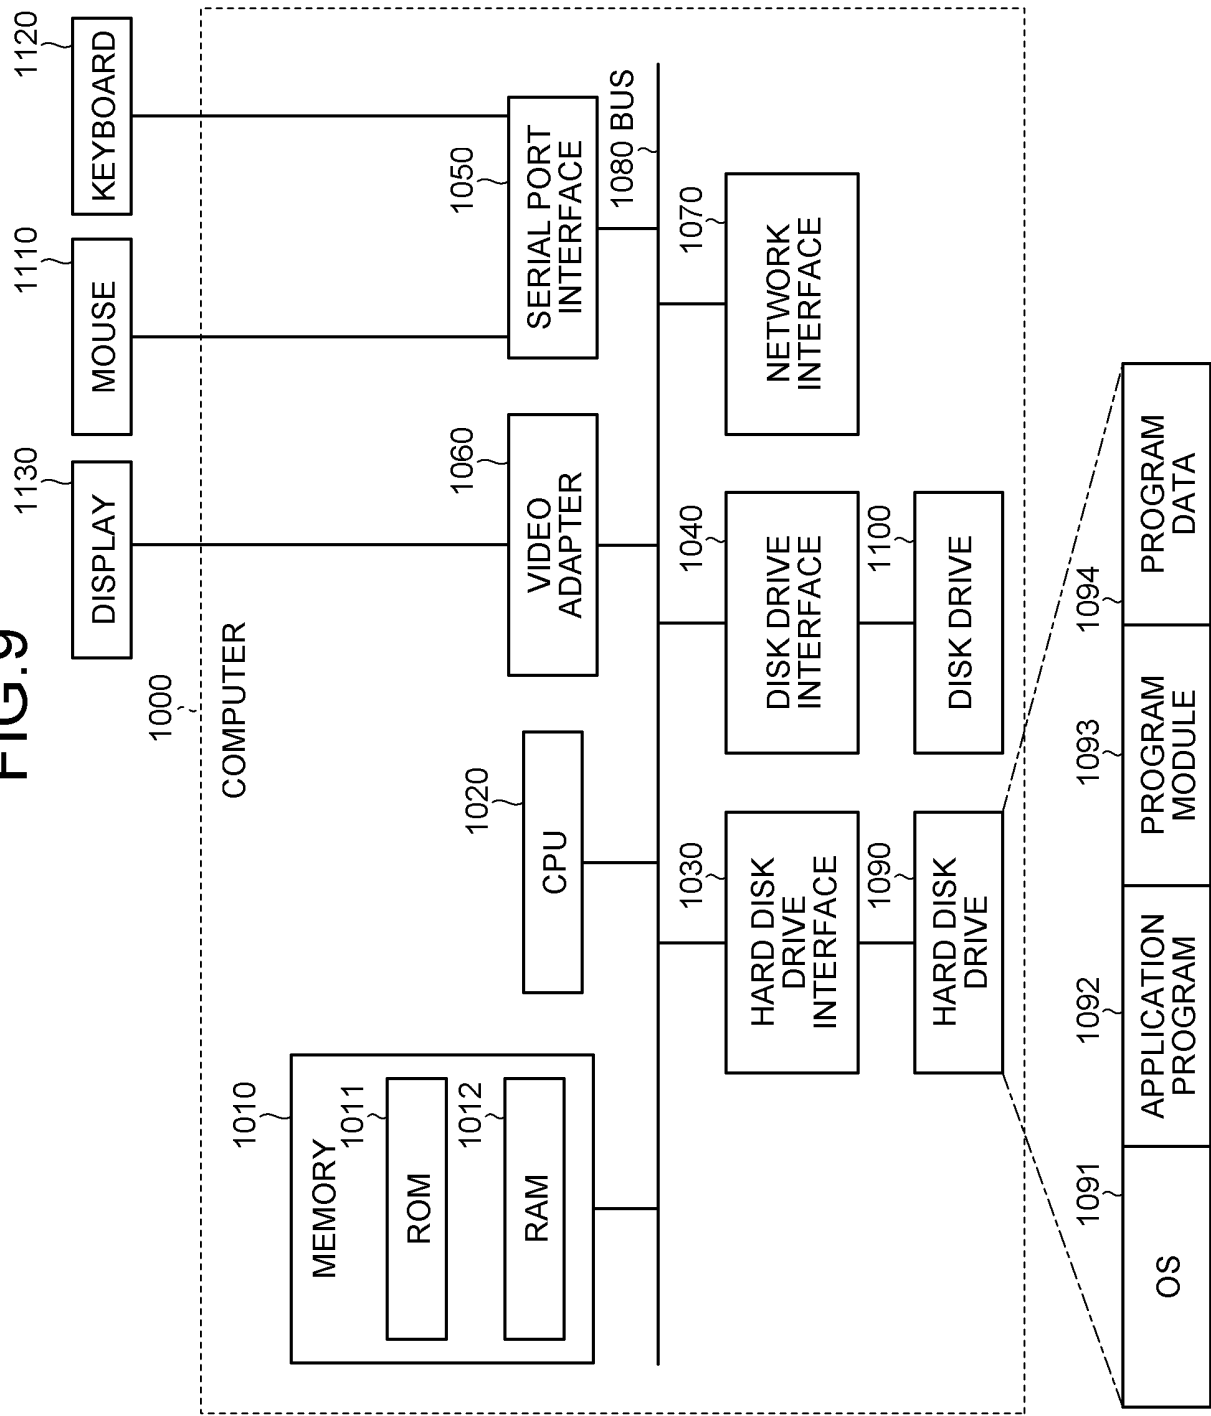 FIG.9
1000
COMPUTER
1010
MEMORY
1011
ROM
1012
RAM
1020
CPU
1130
DISPLAY
1110
MOUSE
1120
KEYBOARD
1060
VIDEO
ADAPTER
1050
SERIAL PORT
INTERFACE
1080 BUS
1030
HARD DISK
DRIVE
INTERFACE
1040
DISK DRIVE
INTERFACE
1070
NETWORK
INTERFACE
1090
HARD DISK
DRIVE
1100
DISK DRIVE
1091
OS
1092
APPLICATION
PROGRAM
1093
PROGRAM
MODULE
1094
PROGRAM
DATA